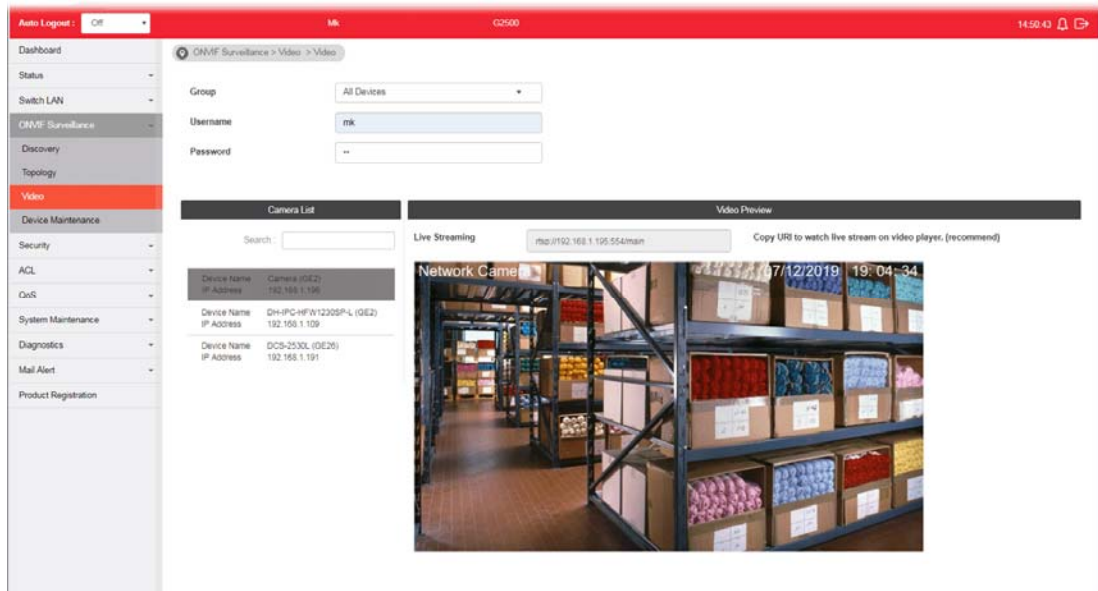 Auto Logout : Off Mk G2500 14:50:43
Dashboard
Status
Switch LAN
ONVIF Surveillance
Discovery
Topology
Video
Device Maintenance
Security
ACL
QoS
System Maintenance
Diagnostics
Mail Alert
Product Registration
ONVIF Surveillance > Video > Video
Group All Devices
Username mk
Password ••
Camera List
Search :
Device Name Camera (GE2)
IP Address 192.168.1.196
Device Name DH-IPC-HFW1230SP-L (GE2)
IP Address 192.168.1.109
Device Name DCS-2530L (GE26)
IP Address 192.168.1.191
Video Preview
Live Streaming rtsp://192.168.1.195:554/main Copy URI to watch live stream on video player. (recommend)
Network Camera 07/12/2019 19:04:34